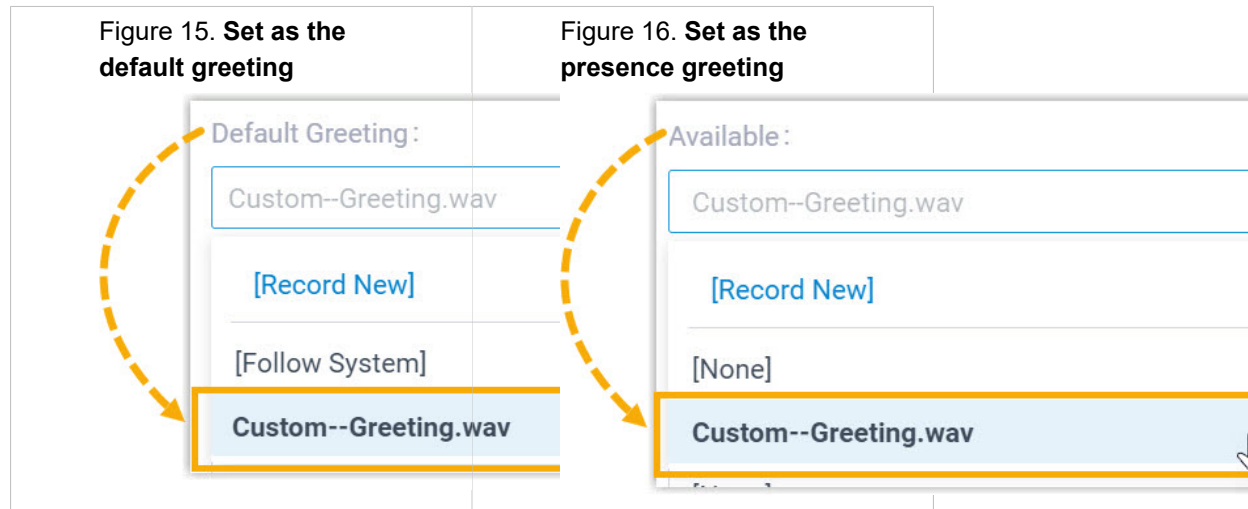 Figure 15. Set as the
default greeting
Default Greeting:
Custom--Greeting.wav
[Record New]
[Follow System]
Custom--Greeting.wav
Figure 16. Set as the
presence greeting
Available:
Custom--Greeting.wav
[Record New]
[None]
Custom--Greeting.wav